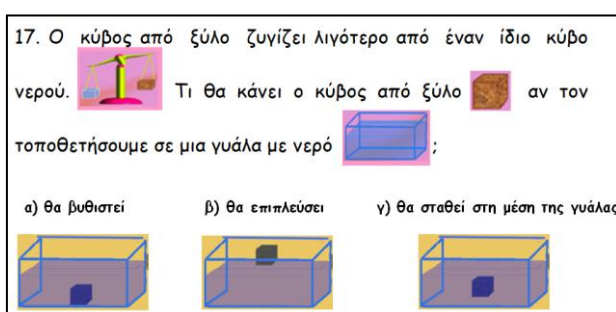 17. Ο κύβος από ξύλο ζυγίζει λιγότερο από έναν ίδιο κύβο
νερού. Τι θα κάνει ο κύβος από ξύλο αν τον
τοποθετήσουμε σε μια γυάλα με νερό ;
α) θα βυθιστεί β) θα επιπλεύσει γ) θα σταθεί στη μέση της γυάλας